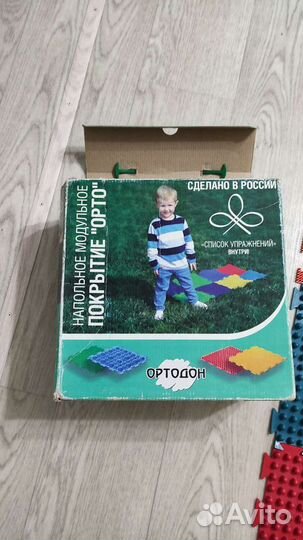 СДЕЛАНО В РОССИИ
НАПОЛЬНОЕ МОДУЛЬНОЕ
ПОКРЫТИЕ "ОРТО"
«СПИСОК УПРАЖНЕНИЙ»
ВНУТРИ!
ОРТОДОН
Avito